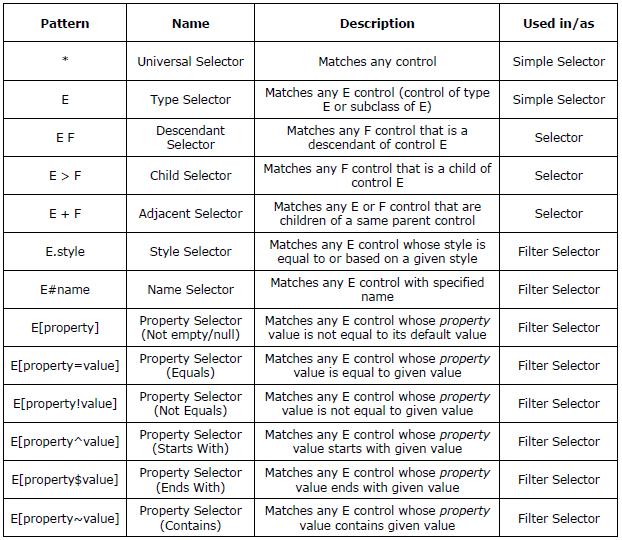 Pattern Name Description Used in/as
* Universal Selector Matches any control Simple Selector
E Type Selector Matches any E control (control of type
E or subclass of E) Simple Selector
E F Descendant
Selector Matches any F control that is a
descendant of control E Selector
E > F Child Selector Matches any F control that is a child of
control E Selector
E + F Adjacent Selector Matches any E or F control that are
children of a same parent control Selector
E.style Style Selector Matches any E control whose style is
equal to or based on a given style Filter Selector
E#name Name Selector Matches any E control with specified
name Filter Selector
E[property] Property Selector
(Not empty/null) Matches any E control whose property
value is not equal to its default value Filter Selector
E[property=value] Property Selector
(Equals) Matches any E control whose property
value is equal to given value Filter Selector
E[property!value] Property Selector
(Not Equals) Matches any E control whose property
value is not equal to given value Filter Selector
E[property^value] Property Selector
(Starts With) Matches any E control whose property
value starts with given value Filter Selector
E[property$value] Property Selector
(Ends With) Matches any E control whose property
value ends with given value Filter Selector
E[property~value] Property Selector
(Contains) Matches any E control whose property
value contains given value Filter Selector